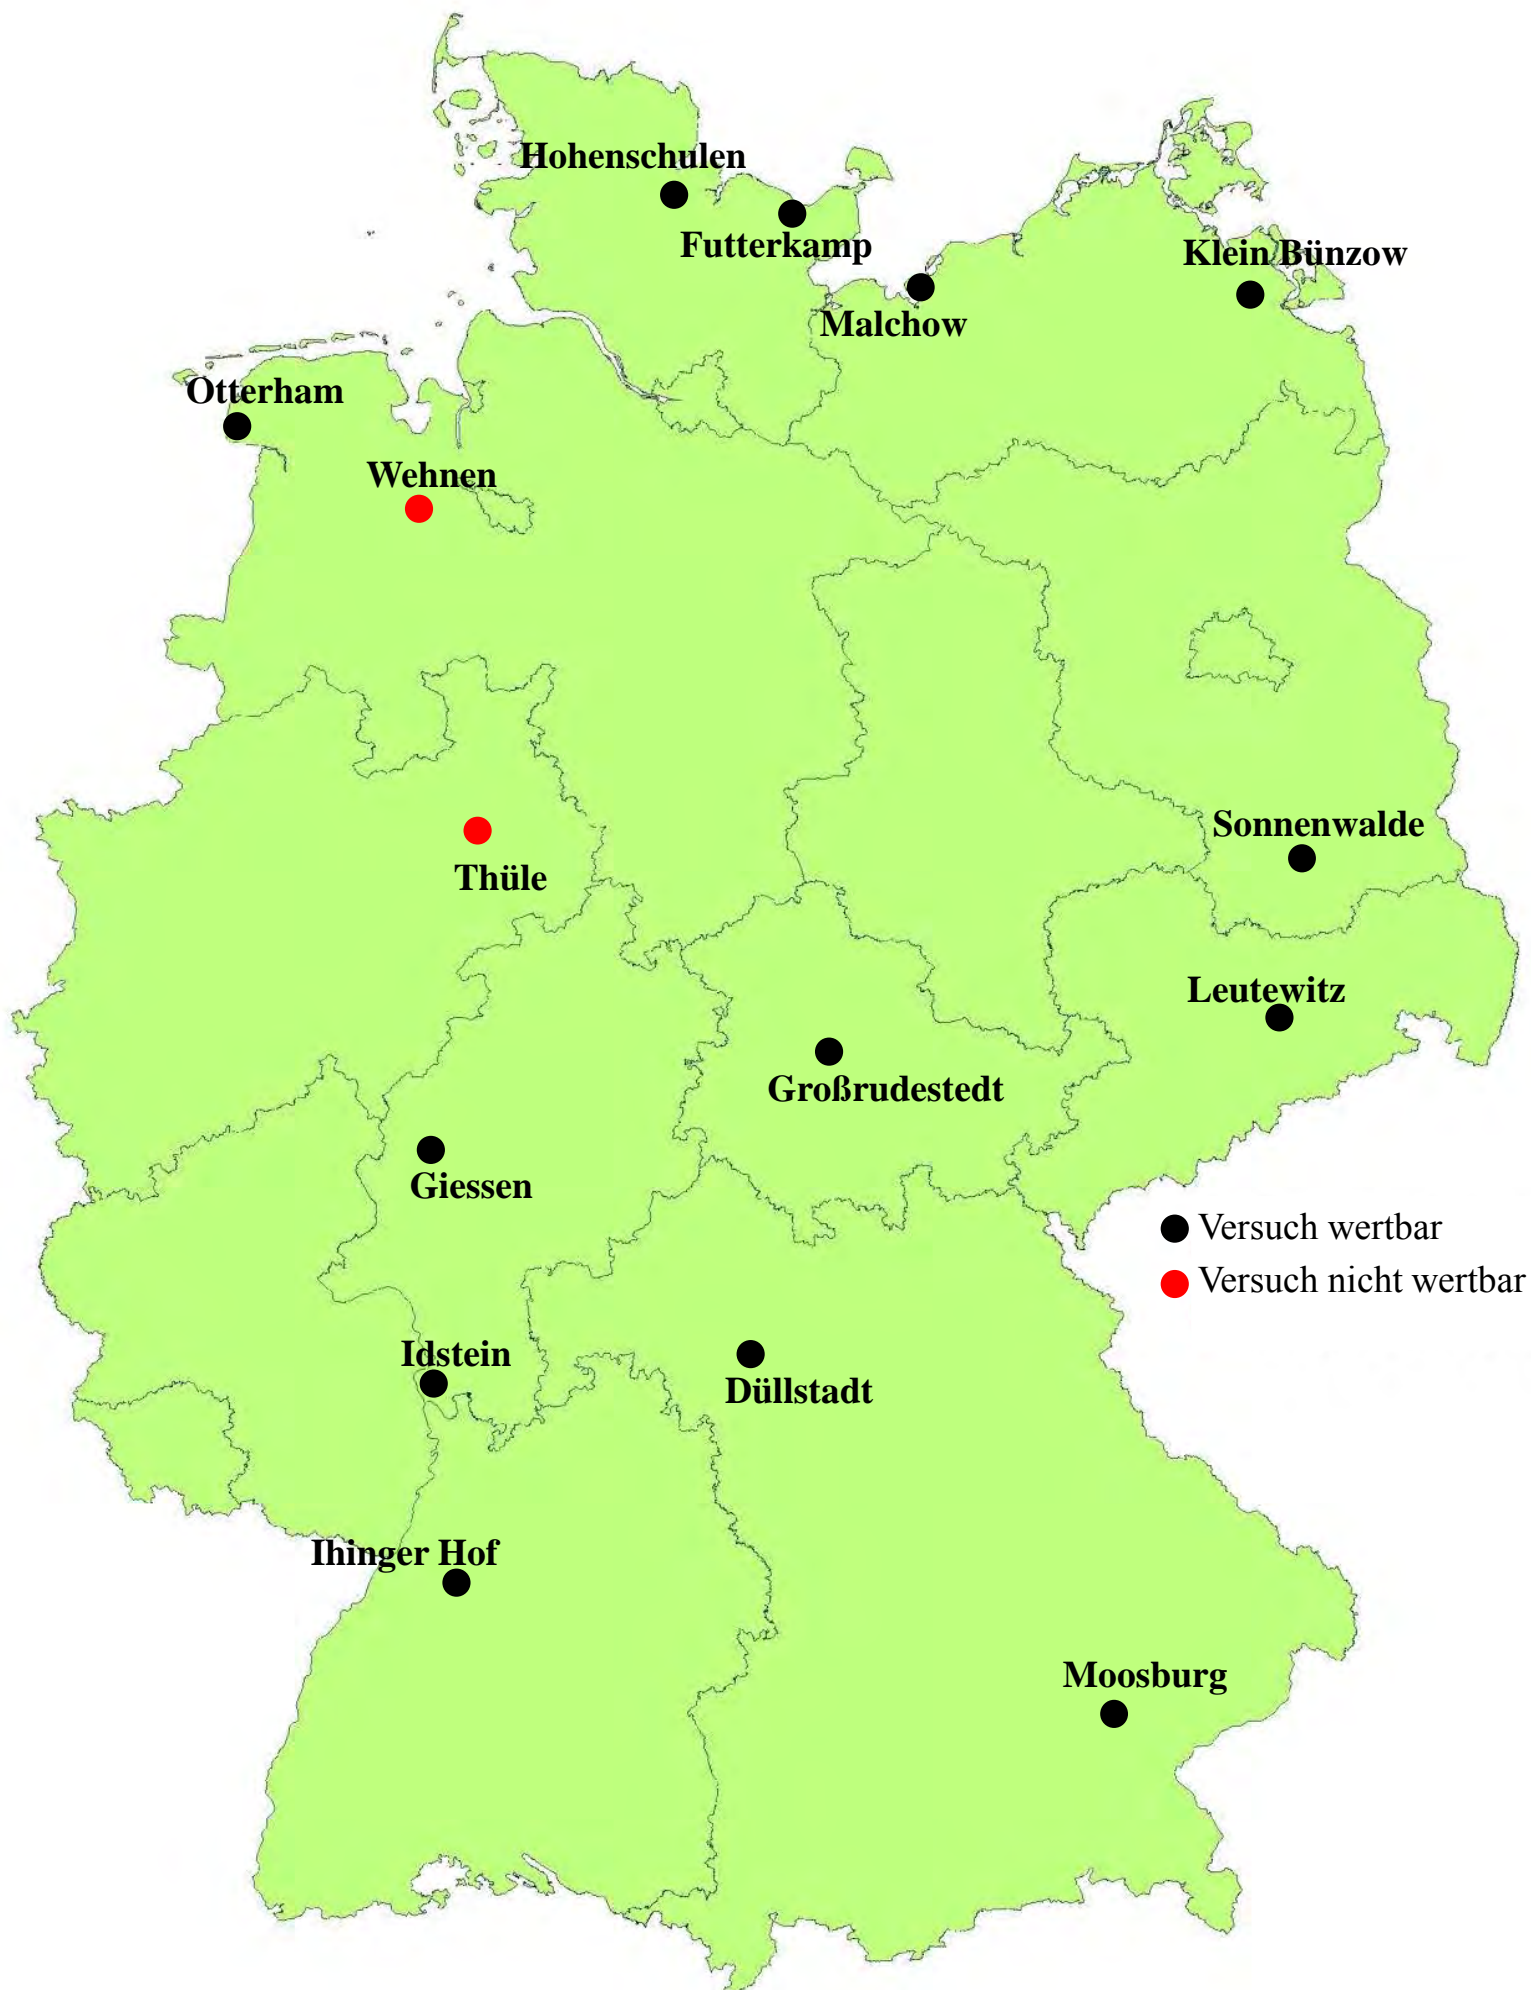 Hohenschulen
Futterkamp
Klein Bünzow
Malchow
Otterham
Wehnen
Sonnenwalde
Thüle
Leutewitz
Großrudestedt
Giessen
Versuch wertbar
Versuch nicht wertbar
Idstein
Düllstadt
Ihinger Hof
Moosburg